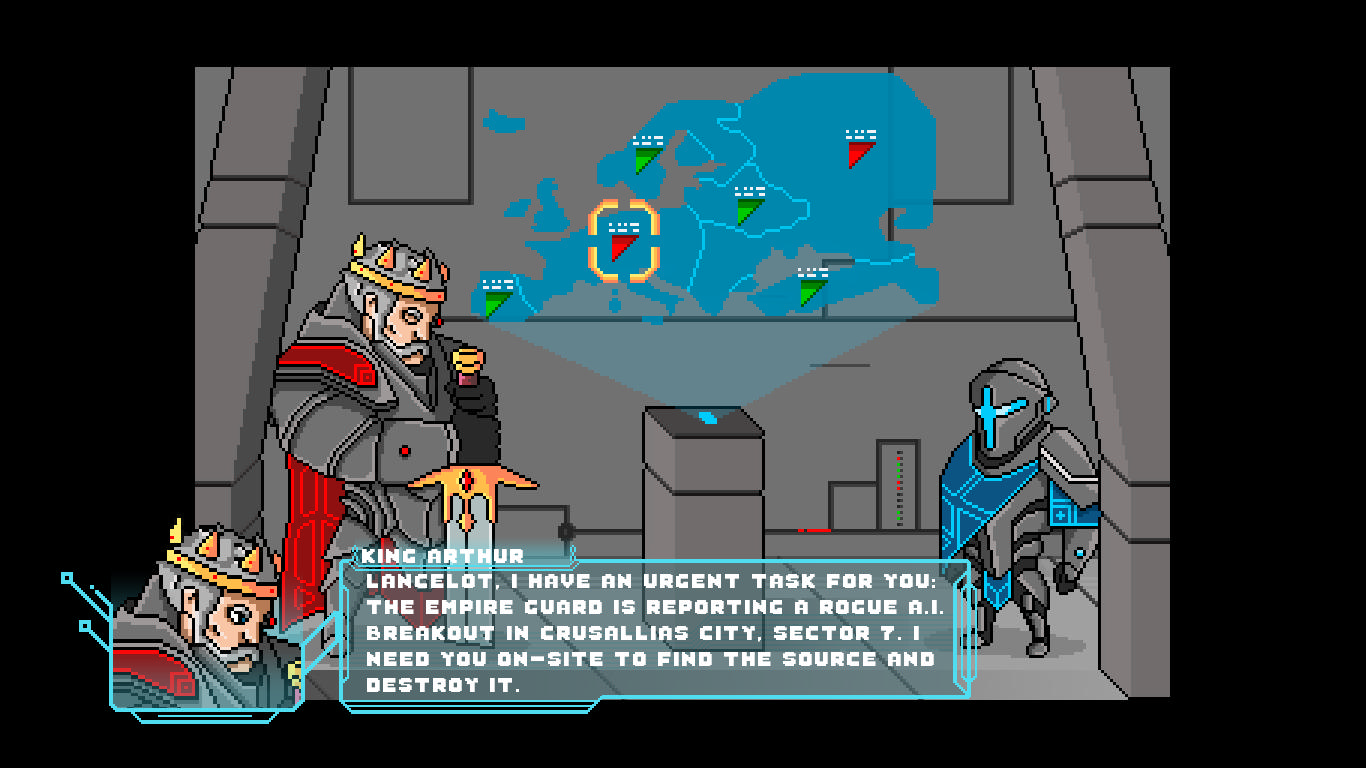 KING ARTHUR
LANCELOT, I HAVE AN URGENT TASK FOR YOU:
THE EMPIRE GUARD IS REPORTING A ROGUE A.I.
BREAKOUT IN CRUSALLIAS CITY, SECTOR 7. I
NEED YOU ON-SITE TO FIND THE SOURCE AND
DESTROY IT.